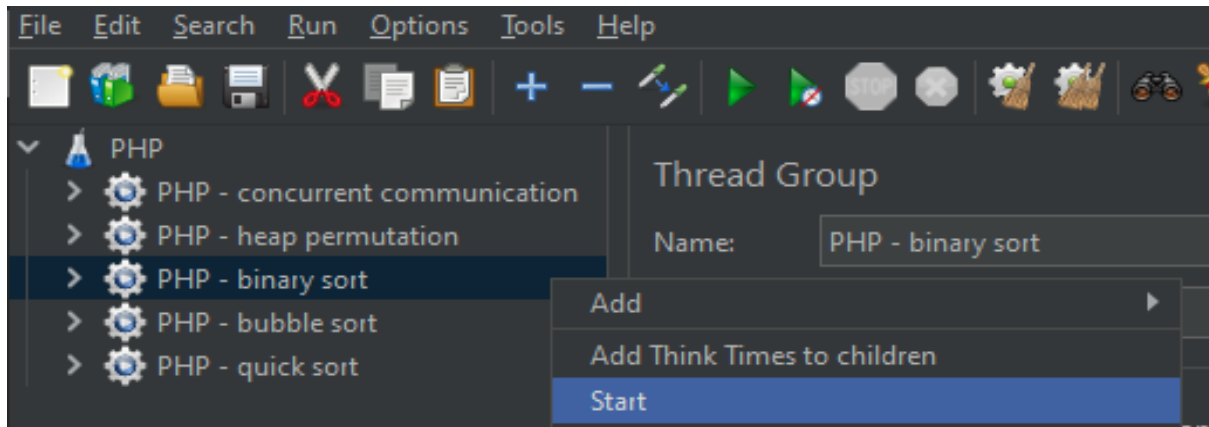 File Edit Search Run Options Tools Help
STOP
PHP
PHP - concurrent communication
PHP - heap permutation
PHP - binary sort
PHP - bubble sort
PHP - quick sort
Thread Group
Name: PHP - binary sort
Add
Add Think Times to children
Start